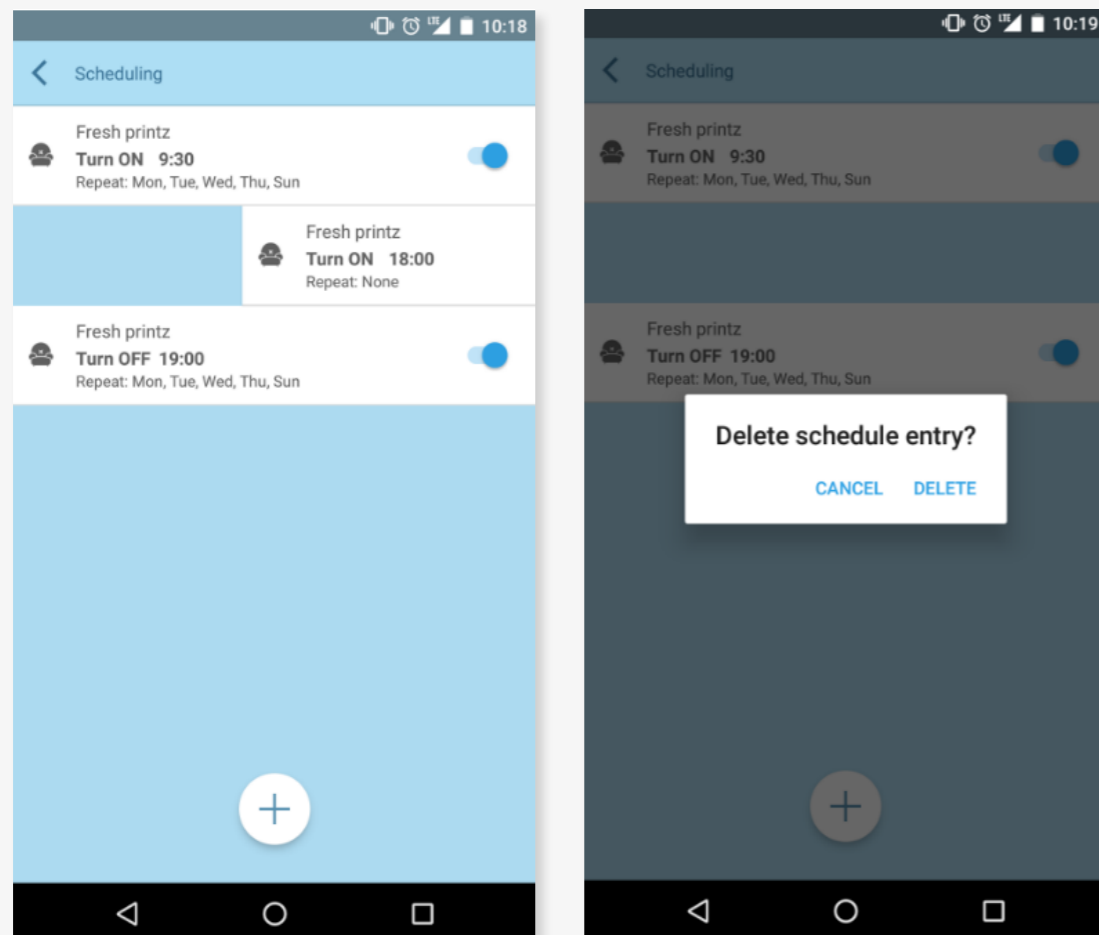 LTE 10:18
Scheduling
Fresh printz
Turn ON 9:30
Repeat: Mon, Tue, Wed, Thu, Sun
Fresh printz
Turn ON 18:00
Repeat: None
Fresh printz
Turn OFF 19:00
Repeat: Mon, Tue, Wed, Thu, Sun
LTE 10:19
Scheduling
Fresh printz
Turn ON 9:30
Repeat: Mon, Tue, Wed, Thu, Sun
Fresh printz
Turn OFF 19:00
Repeat: Mon, Tue, Wed, Thu, Sun
Delete schedule entry?
CANCEL DELETE